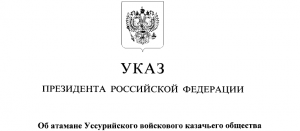 УКАЗ
ПРЕЗИДЕНТА РОССИЙСКОЙ ФЕДЕРАЦИИ
Об атамане Уссурийского войскового казачьего общества